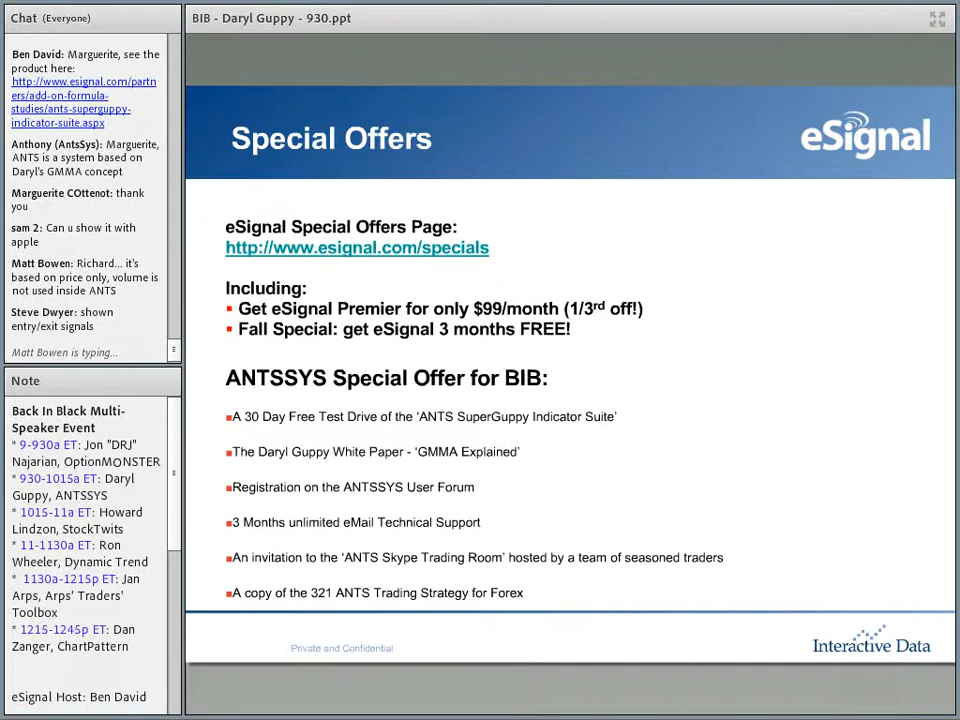 Chat (Everyone)
Ben David: Marguerite, see the
product here:
http://www.esignal.com/partn
ers/add-on-formula-
studies/ants-superguppy-
indicator-suite.aspx
Anthony (AntsSys): Marguerite,
ANTS is a system based on
Daryl's GMMA concept
Marguerite COttenot: thank
you
sam 2: Can u show it with
apple
Matt Bowen: Richard... it's
based on price only, volume is
not used inside ANTS
Steve Dwyer: shown
entry/exit signals
Matt Bowen is typing...
Note
Back In Black Multi-
Speaker Event
* 9-930a ET: Jon "DRJ"
Najarian, OptionMONSTER
* 930-1015a ET: Daryl
Guppy, ANTSSYS
* 1015-11a ET: Howard
Lindzon, StockTwits
* 11-1130a ET: Ron
Wheeler, Dynamic Trend
* 1130a-1215p ET: Jan
Arps, Arps' Traders'
Toolbox
* 1215-1245p ET: Dan
Zanger, ChartPattern
eSignal Host: Ben David
BIB - Daryl Guppy - 930.ppt
Special Offers
eSignal
eSignal Special Offers Page:
http://www.esignal.com/specials
Including:
▪ Get eSignal Premier for only $99/month (1/3rd off!)
▪ Fall Special: get eSignal 3 months FREE!
ANTSSYS Special Offer for BIB:
■A 30 Day Free Test Drive of the ‘ANTS SuperGuppy Indicator Suite’
■The Daryl Guppy White Paper - ‘GMMA Explained’
■Registration on the ANTSSYS User Forum
■3 Months unlimited eMail Technical Support
■An invitation to the ‘ANTS Skype Trading Room’ hosted by a team of seasoned traders
■A copy of the 321 ANTS Trading Strategy for Forex
Private and Confidential
Interactive Data